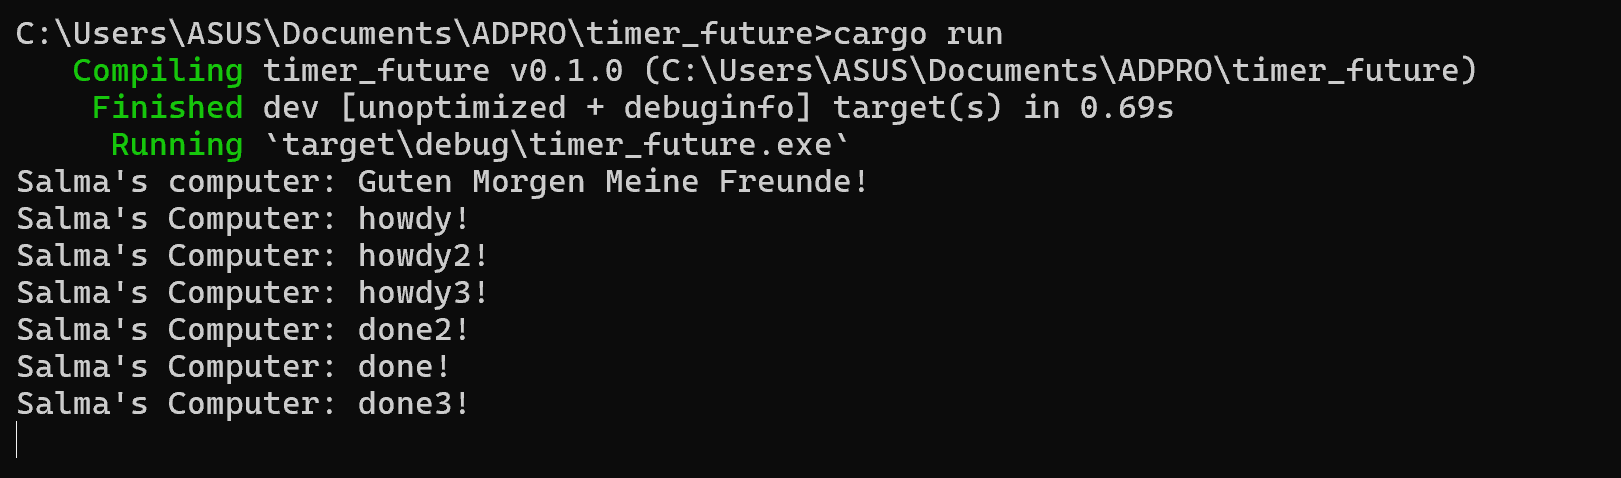 C:\Users\ASUS\Documents\ADPRO\timer_future>cargo run
Compiling timer_future v0.1.0 (C:\Users\ASUS\Documents\ADPRO\timer_future)
Finished dev [unoptimized + debuginfo] target(s) in 0.69s
Running `target\debug\timer_future.exe`
Salma's computer: Guten Morgen Meine Freunde!
Salma's Computer: howdy!
Salma's Computer: howdy2!
Salma's Computer: howdy3!
Salma's Computer: done2!
Salma's Computer: done!
Salma's Computer: done3!